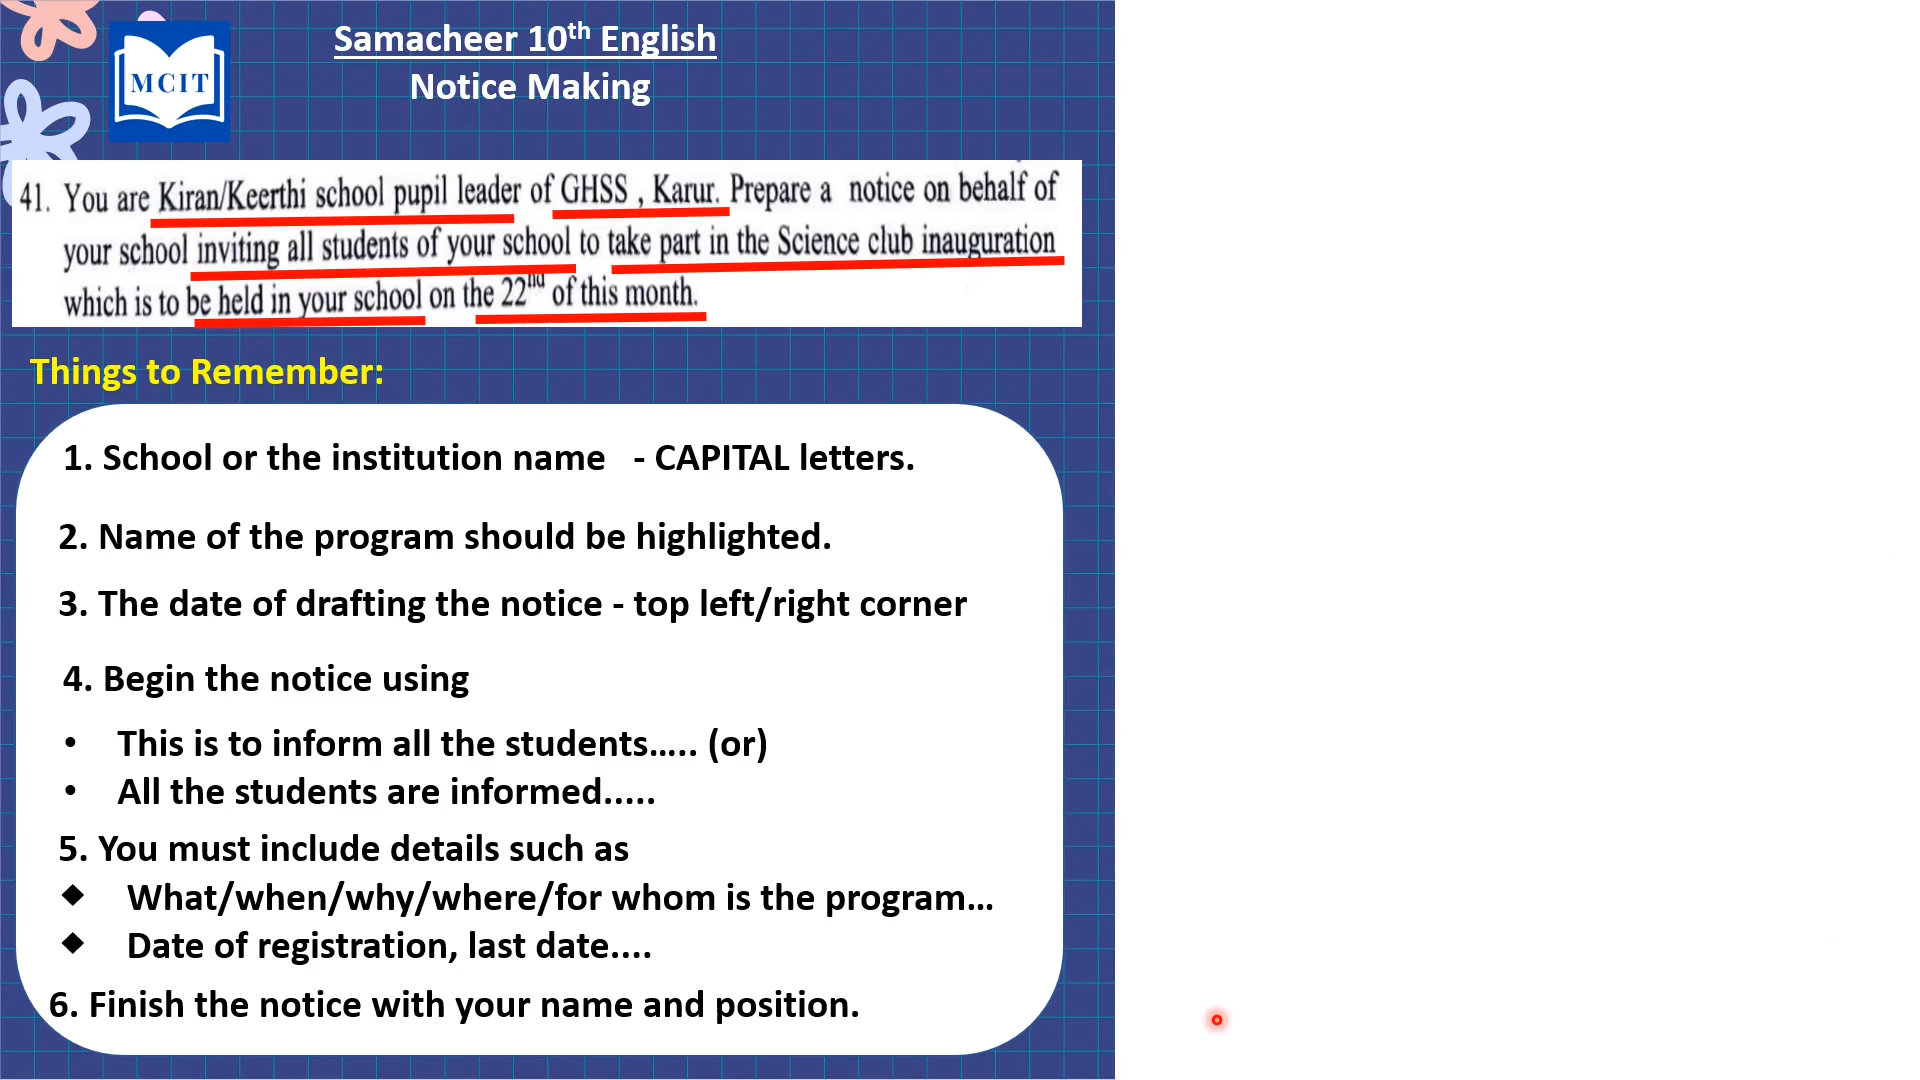 Samacheer 10th English
Notice Making
MCIT
41. You are Kiran/Keerthi school pupil leader of GHSS , Karur. Prepare a notice on behalf of
your school inviting all students of your school to take part in the Science club inauguration
which is to be held in your school on the 22nd of this month.
Things to Remember:
1. School or the institution name - CAPITAL letters.
2. Name of the program should be highlighted.
3. The date of drafting the notice - top left/right corner
4. Begin the notice using
• This is to inform all the students….. (or)
• All the students are informed.....
5. You must include details such as
❖ What/when/why/where/for whom is the program…
❖ Date of registration, last date....
6. Finish the notice with your name and position.